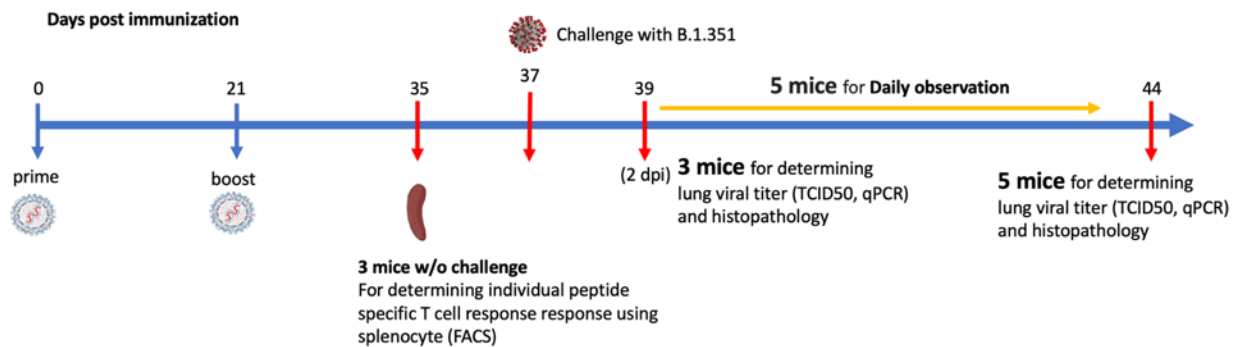 Days post immunization
Challenge with B.1.351
0
21
35
37
39
5 mice for Daily observation
44
prime
boost
(2 dpi)
3 mice for determining
lung viral titer (TCID50, qPCR)
and histopathology
5 mice for determining
lung viral titer (TCID50, qPCR)
and histopathology
3 mice w/o challenge
For determining individual peptide
specific T cell response response using
splenocyte (FACS)